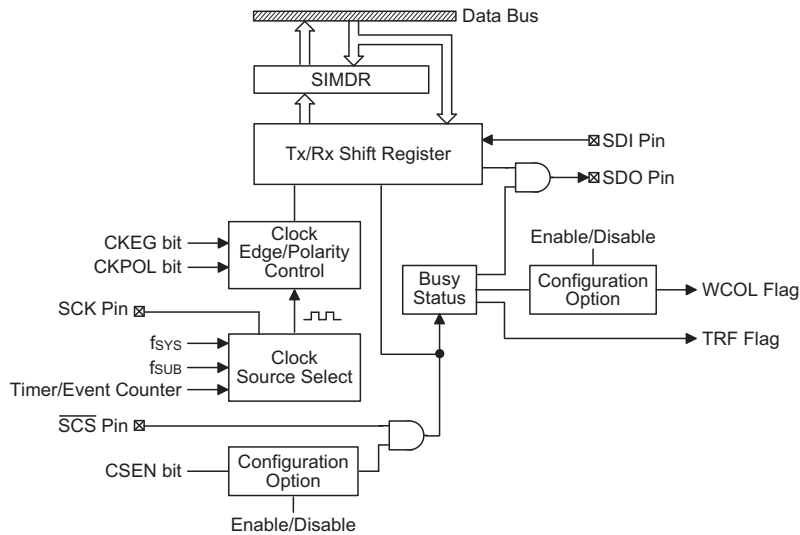 Data Bus
SIMDR
Tx/Rx Shift Register
SDI Pin
SDO Pin
CKEG bit
CKPOL bit
Clock
Edge/Polarity
Control
Enable/Disable
Busy
Status
Configuration
Option
WCOL Flag
SCK Pin
fSYS
fSUB
Timer/Event Counter
Clock
Source Select
TRF Flag
SCS Pin
CSEN bit
Configuration
Option
Enable/Disable